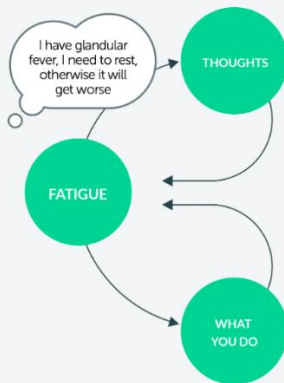 I have glandular
fever, I need to rest,
otherwise it will
get worse
THOUGHTS
FATIGUE
WHAT
YOU DO